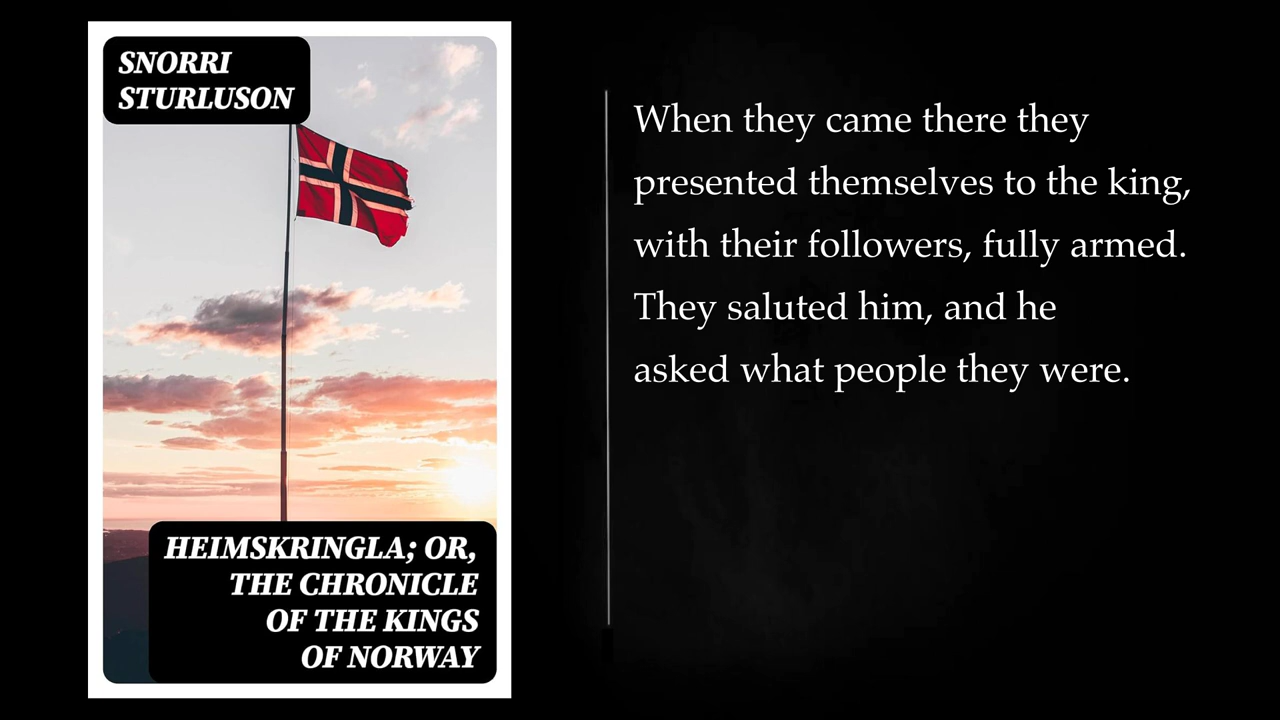 SNORRI
STURLUSON
HEIMSKRINGLA; OR,
THE CHRONICLE
OF THE KINGS
OF NORWAY
When they came there they
presented themselves to the king,
with their followers, fully armed.
They saluted him, and he
asked what people they were.